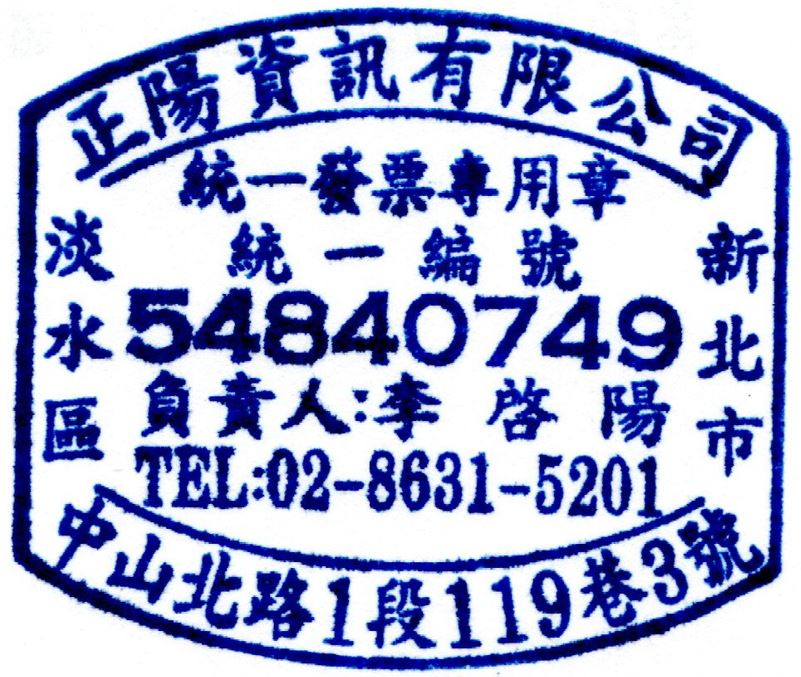 正陽資訊有限公司
統一發票專用章
統一編號
54840749
負責人:李啓陽
TEL:02-8631-5201
新北市
淡水區
中山北路1段119巷3號